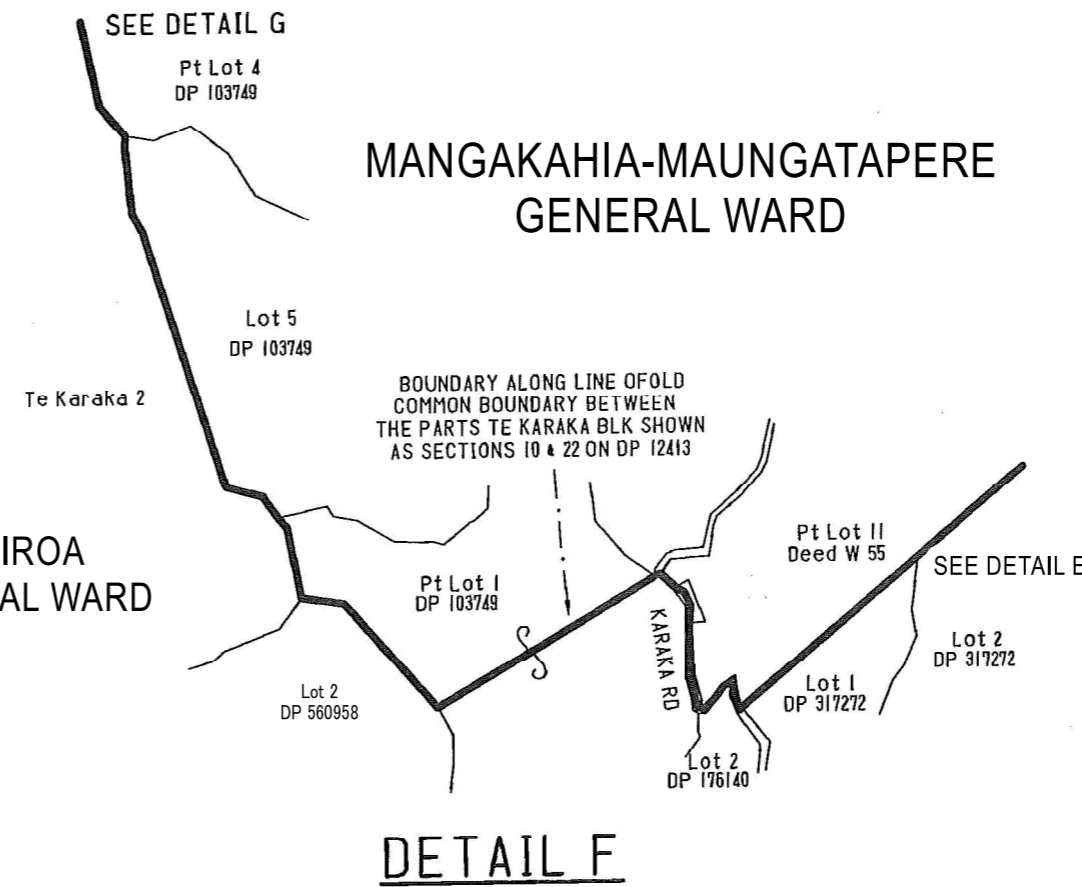 SEE DETAIL G
Pt Lot 4
DP 103749
MANGAKAHIA-MAUNGATAPERE
GENERAL WARD
Lot 5
DP 103749
Te Karaka 2
BOUNDARY ALONG LINE OFOLD
COMMON BOUNDARY BETWEEN
THE PARTS TE KARAKA BLK SHOWN
AS SECTIONS 10 & 22 ON DP 12413
IROA
AL WARD
Pt Lot 1
DP 103749
Pt Lot 11
Deed W 55
SEE DETAIL E
KARAKA RD
Lot 2
DP 317272
Lot 1
DP 317272
Lot 2
DP 560958
Lot 2
DP 176140
DETAIL F